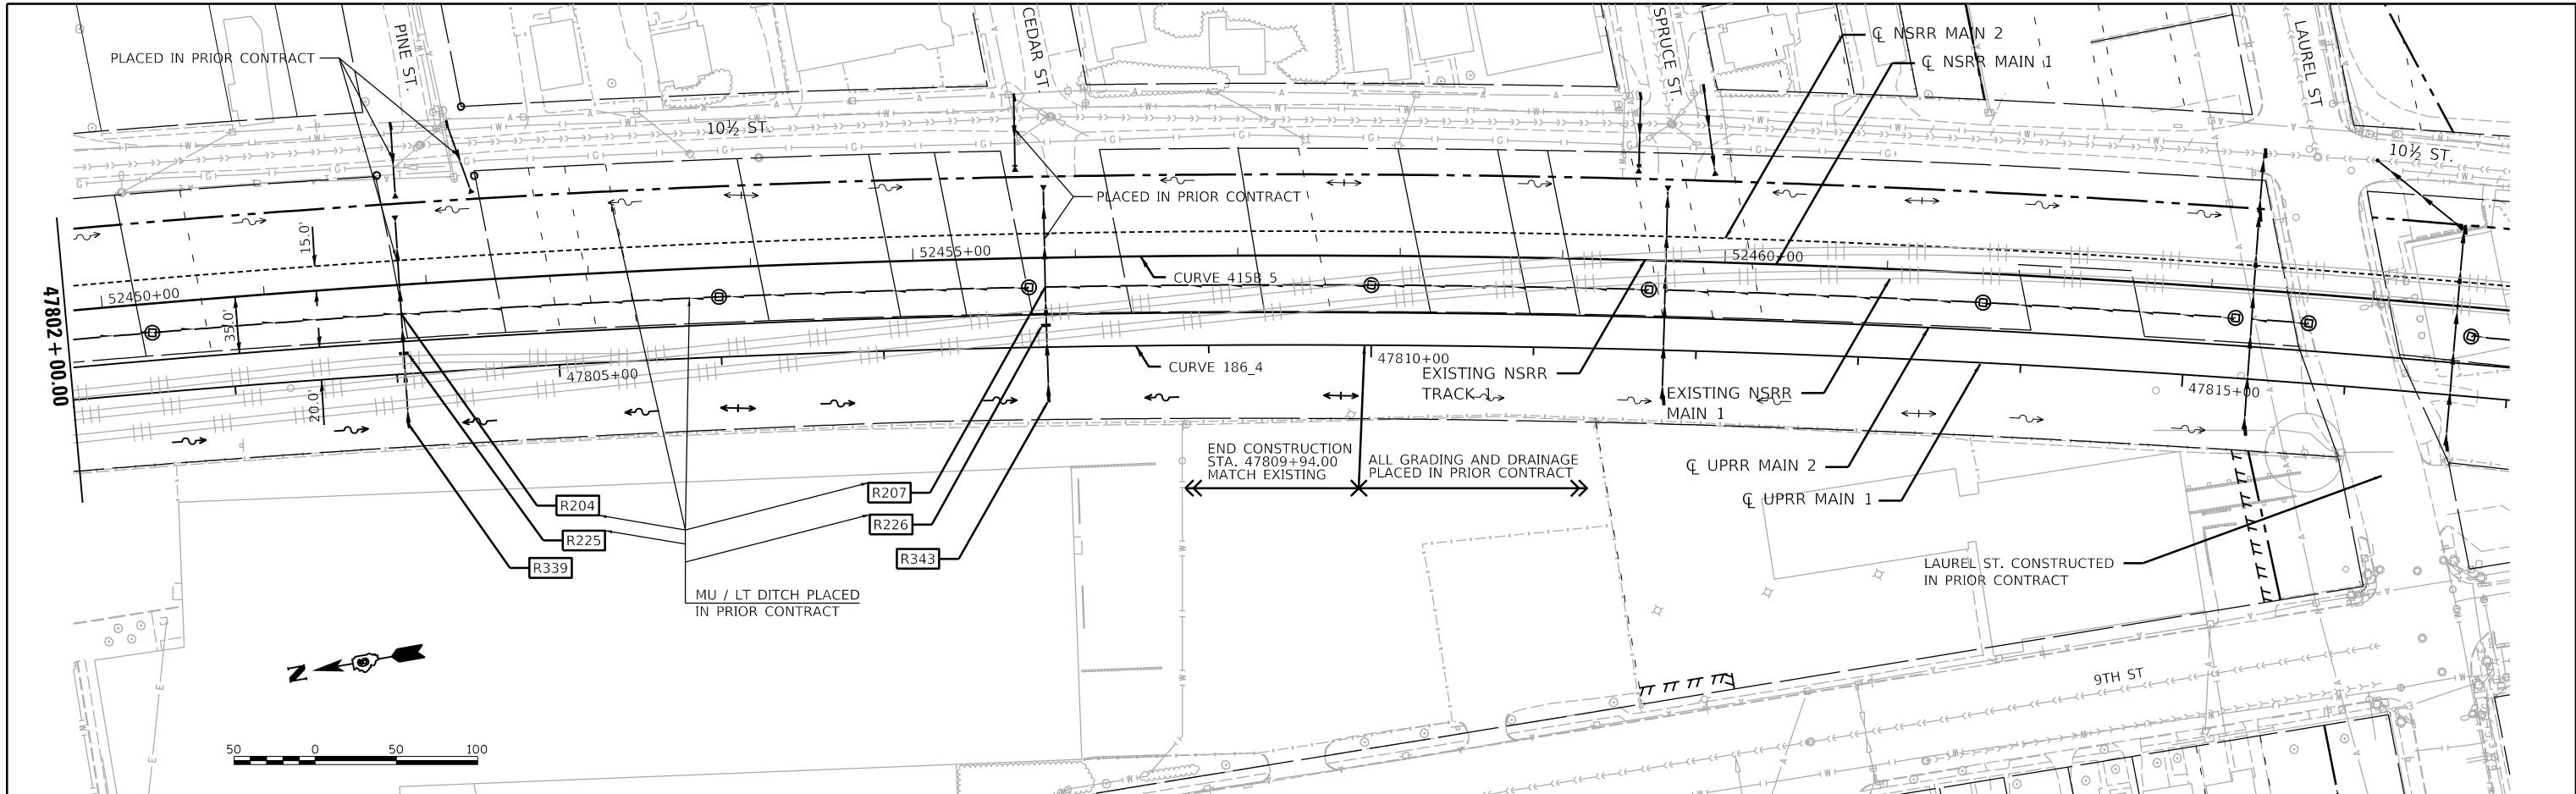 PLACED IN PRIOR CONTRACT
PINE ST.
CEDAR ST
SPRUCE ST.
LAUREL ST
℄ NSRR MAIN 2
℄ NSRR MAIN 1
10½ ST.
10½ ST.
PLACED IN PRIOR CONTRACT
15.0'
52450+00
52455+00
52460+00
CURVE 415B_5
47802+00.00
35.0'
20.0'
47805+00
CURVE 186_4
47810+00
47815+00
EXISTING NSRR
TRACK 1
EXISTING NSRR
MAIN 1
END CONSTRUCTION
STA. 47809+94.00
MATCH EXISTING
ALL GRADING AND DRAINAGE
PLACED IN PRIOR CONTRACT
℄ UPRR MAIN 2
℄ UPRR MAIN 1
R204
R225
R339
R207
R226
R343
MU / LT DITCH PLACED
IN PRIOR CONTRACT
LAUREL ST. CONSTRUCTED
IN PRIOR CONTRACT
N
9TH ST
50 0 50 100